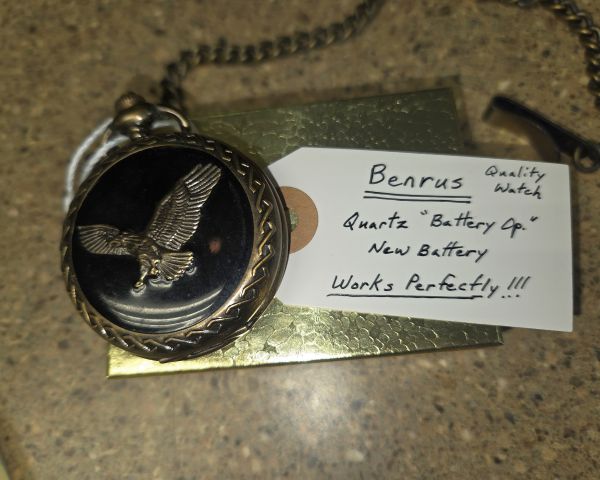 Benrus
Quality
Watch
Quartz "Battery Op."
New Battery
Works Perfectly!!!